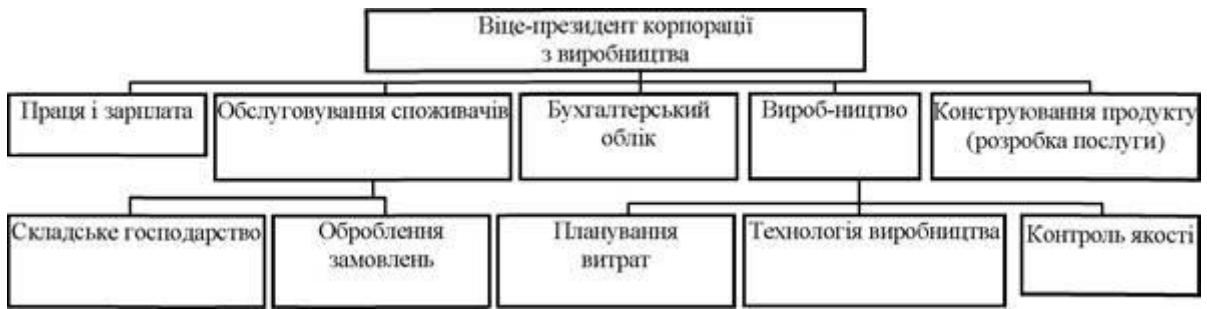 Віце-президент корпорації
з виробництва
Праця і зарплата
Обслуговування споживачів
Бухгалтерський
облік
Вироб-ництво
Конструювання продукту
(розробка послуги)
Складське господарство
Оброблення
замовлень
Планування
витрат
Технологія виробництва
Контроль якості